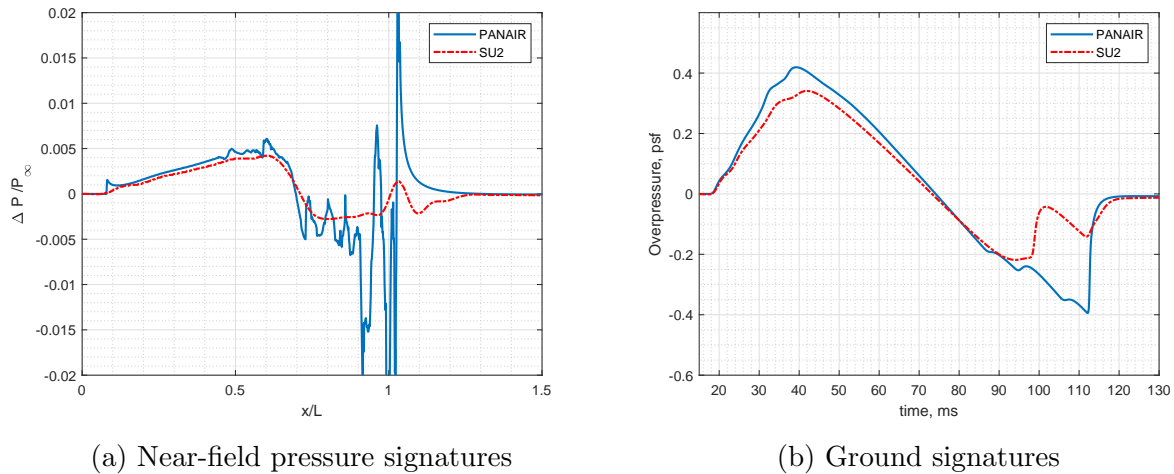 0.02
0.015
0.01
0.005
0
-0.005
-0.01
-0.015
-0.02
Δ P /P∞
0 0.5 1 1.5
x/L
PANAIR
SU2
(a) Near-field pressure signatures
0.4
0.2
0
-0.2
-0.4
-0.6
Overpressure, psf
20 30 40 50 60 70 80 90 100 110 120 130
time, ms
PANAIR
SU2
(b) Ground signatures